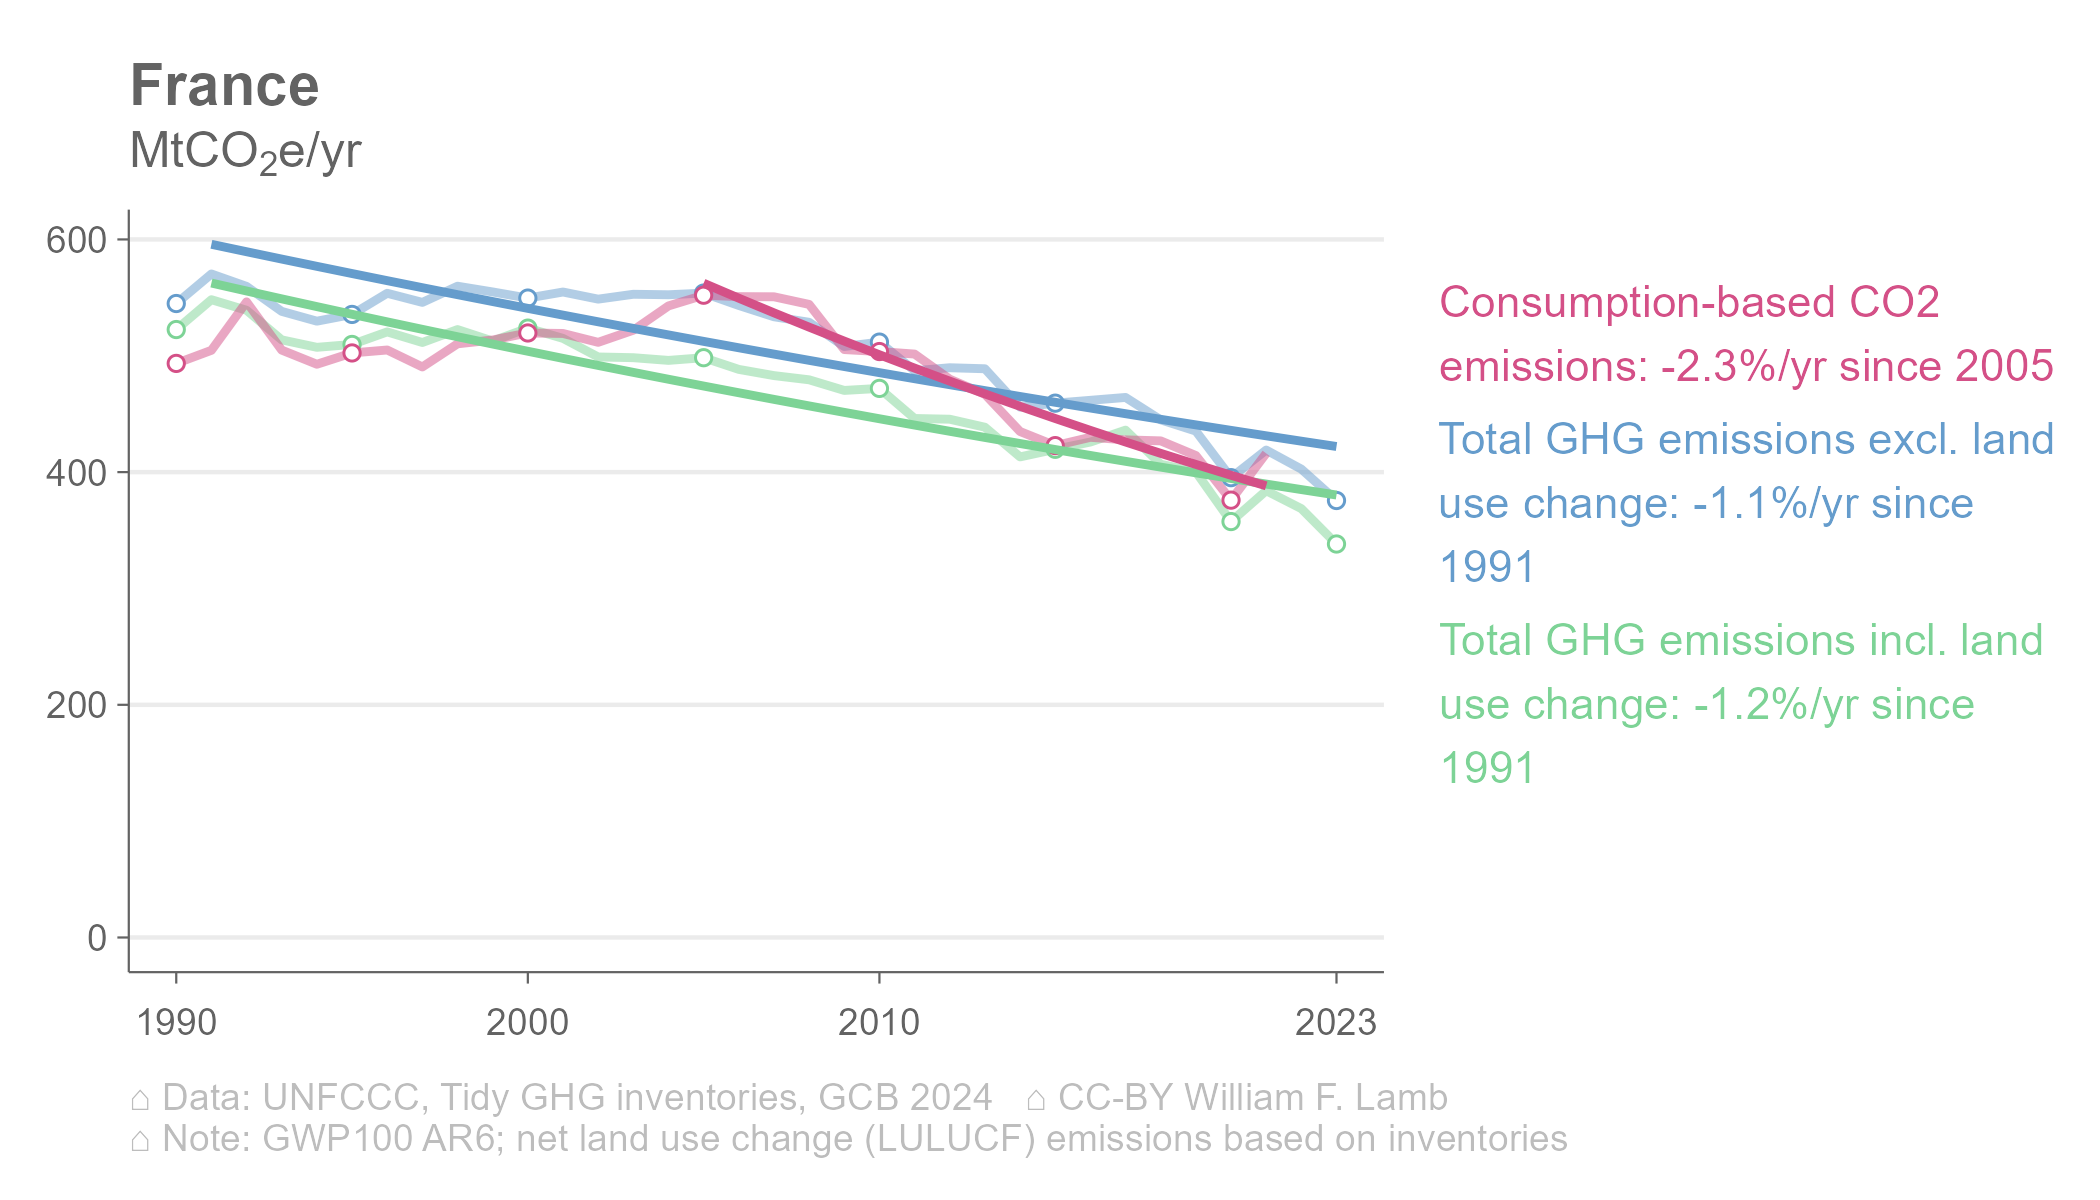 France
MtCO₂e/yr
600
400
200
0
1990
2000
2010
2023
Consumption-based CO2
emissions: -2.3%/yr since 2005
Total GHG emissions excl. land
use change: -1.1%/yr since
1991
Total GHG emissions incl. land
use change: -1.2%/yr since
1991
⌂ Data: UNFCCC, Tidy GHG inventories, GCB 2024 ⌂ CC-BY William F. Lamb
⌂ Note: GWP100 AR6; net land use change (LULUCF) emissions based on inventories